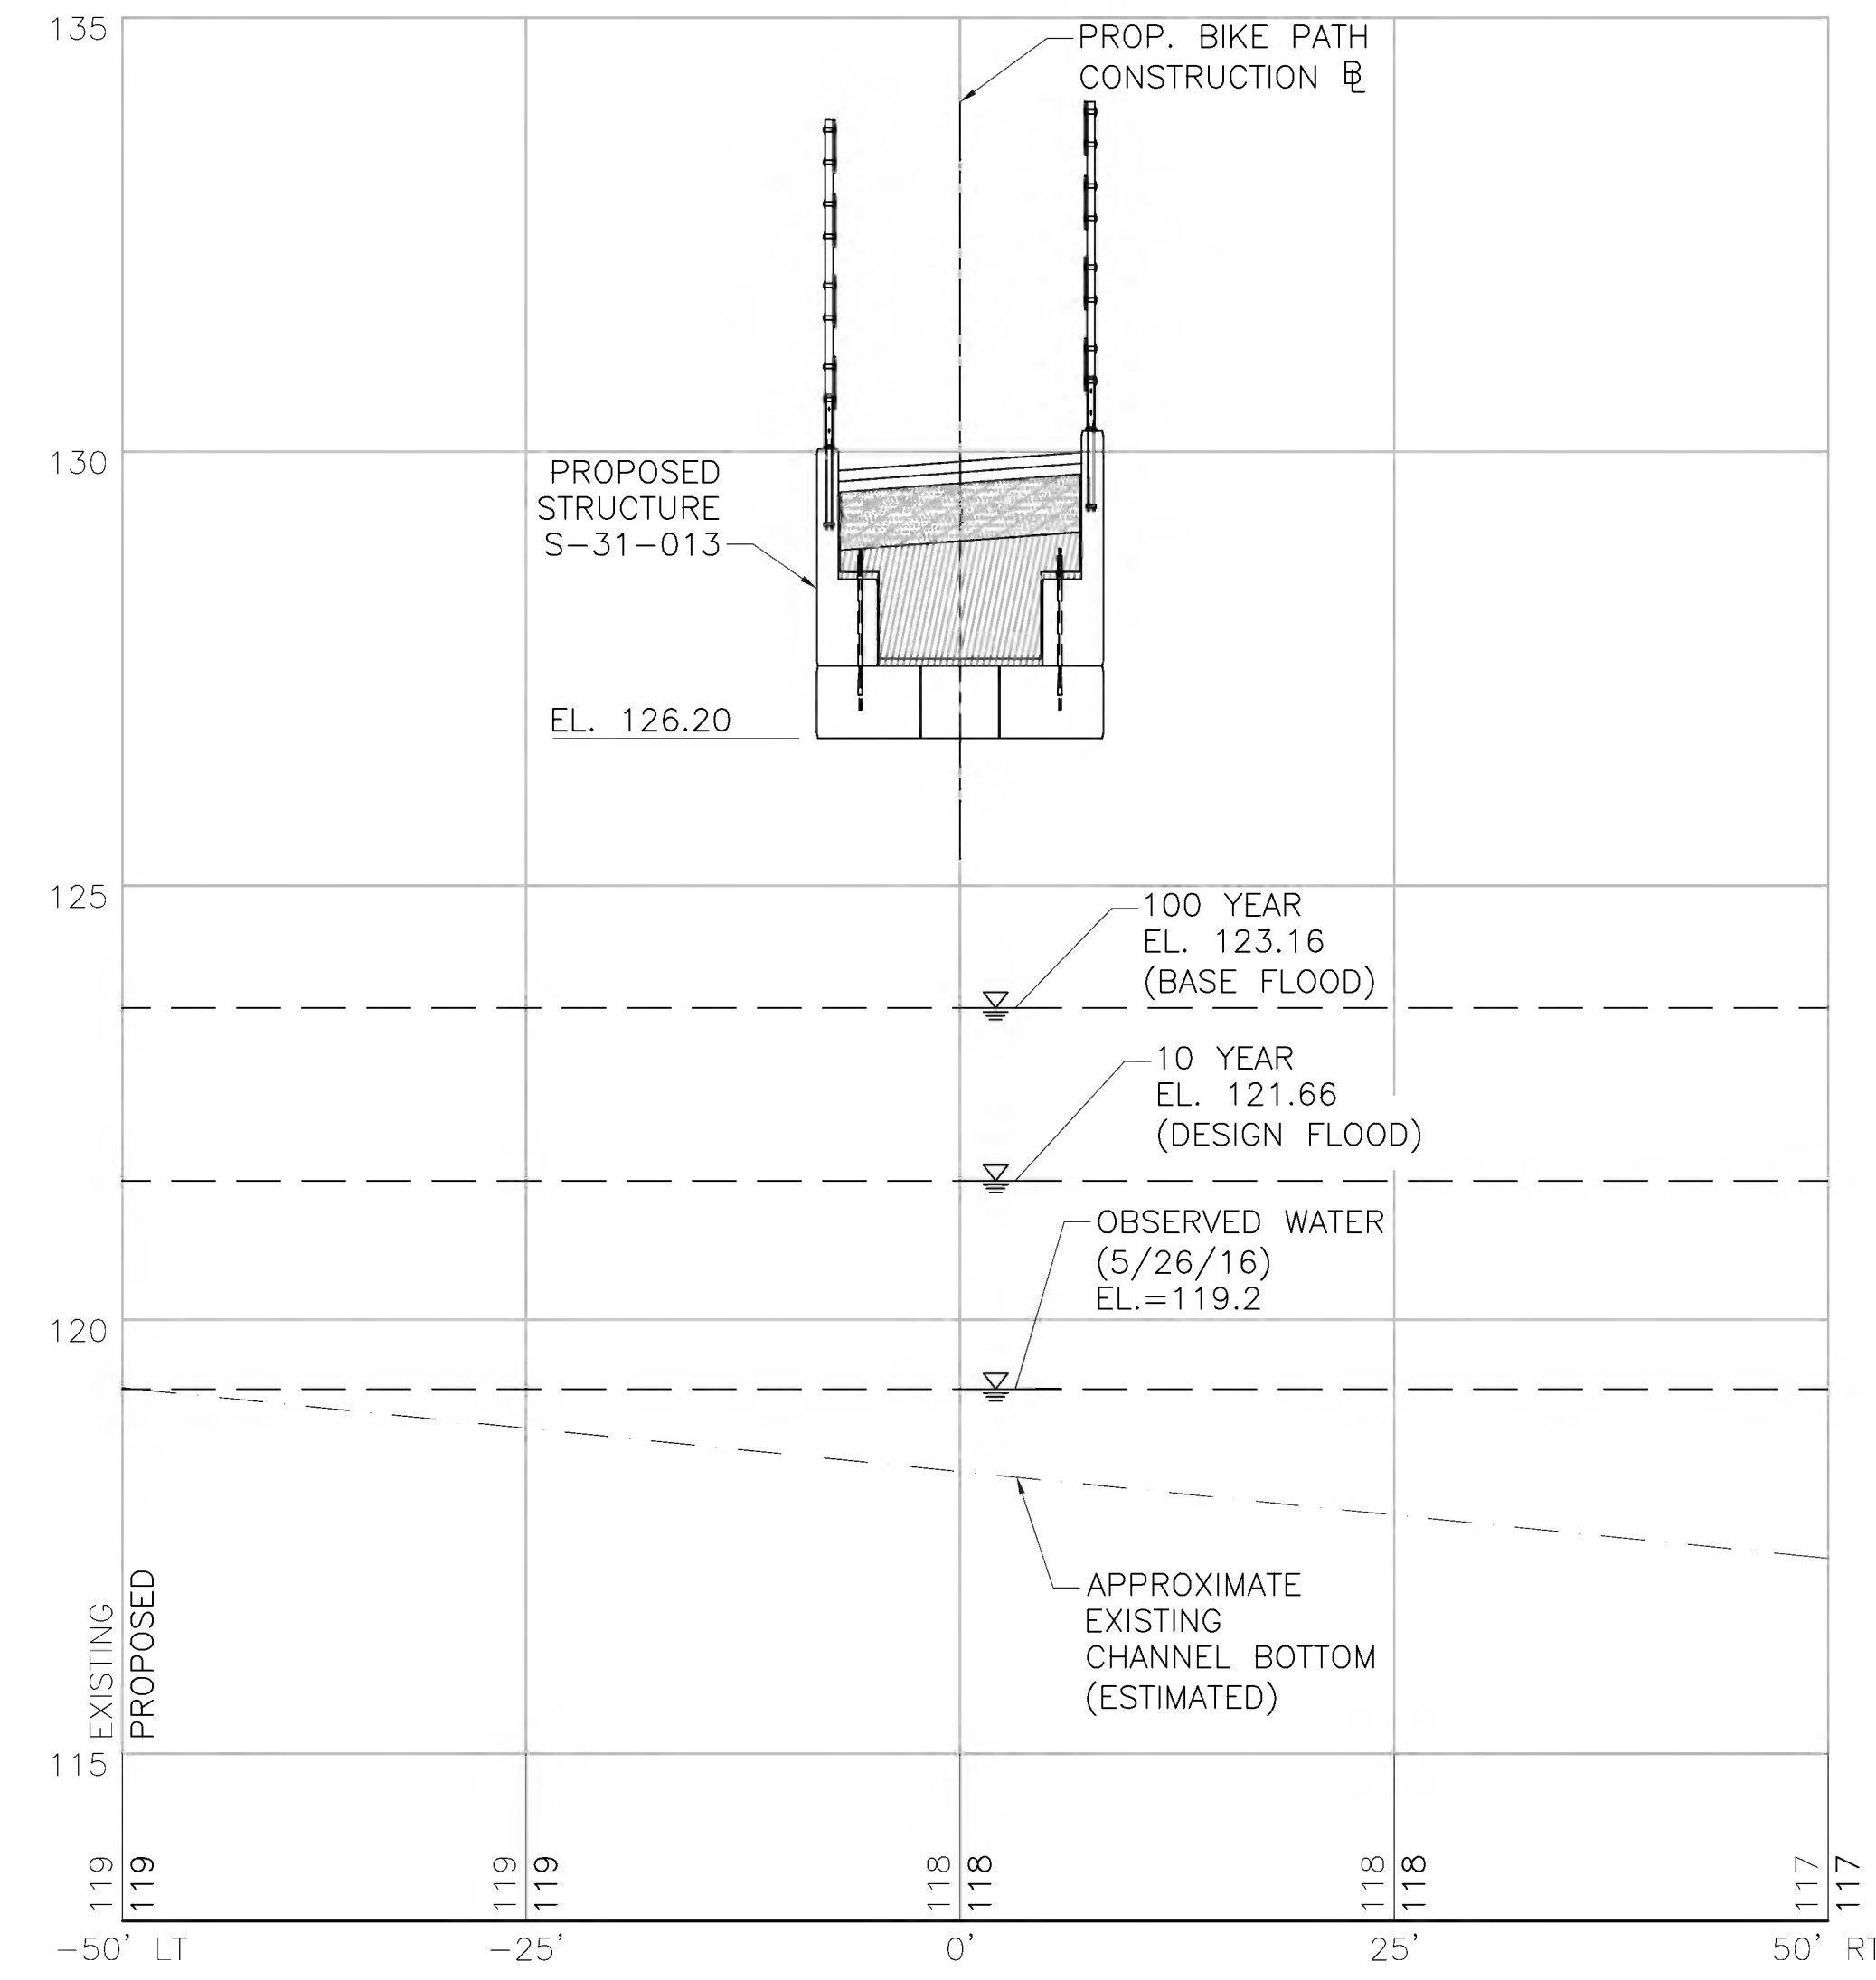 135
PROP. BIKE PATH
CONSTRUCTION ℄
130
PROPOSED
STRUCTURE
S-31-013
EL. 126.20
125
100 YEAR
EL. 123.16
(BASE FLOOD)
10 YEAR
EL. 121.66
(DESIGN FLOOD)
OBSERVED WATER
(5/26/16)
EL.=119.2
120
APPROXIMATE
EXISTING
CHANNEL BOTTOM
(ESTIMATED)
EXISTING
PROPOSED
115
119
119
119
119
118
118
118
118
117
117
-50' LT
-25'
0'
25'
50' RT